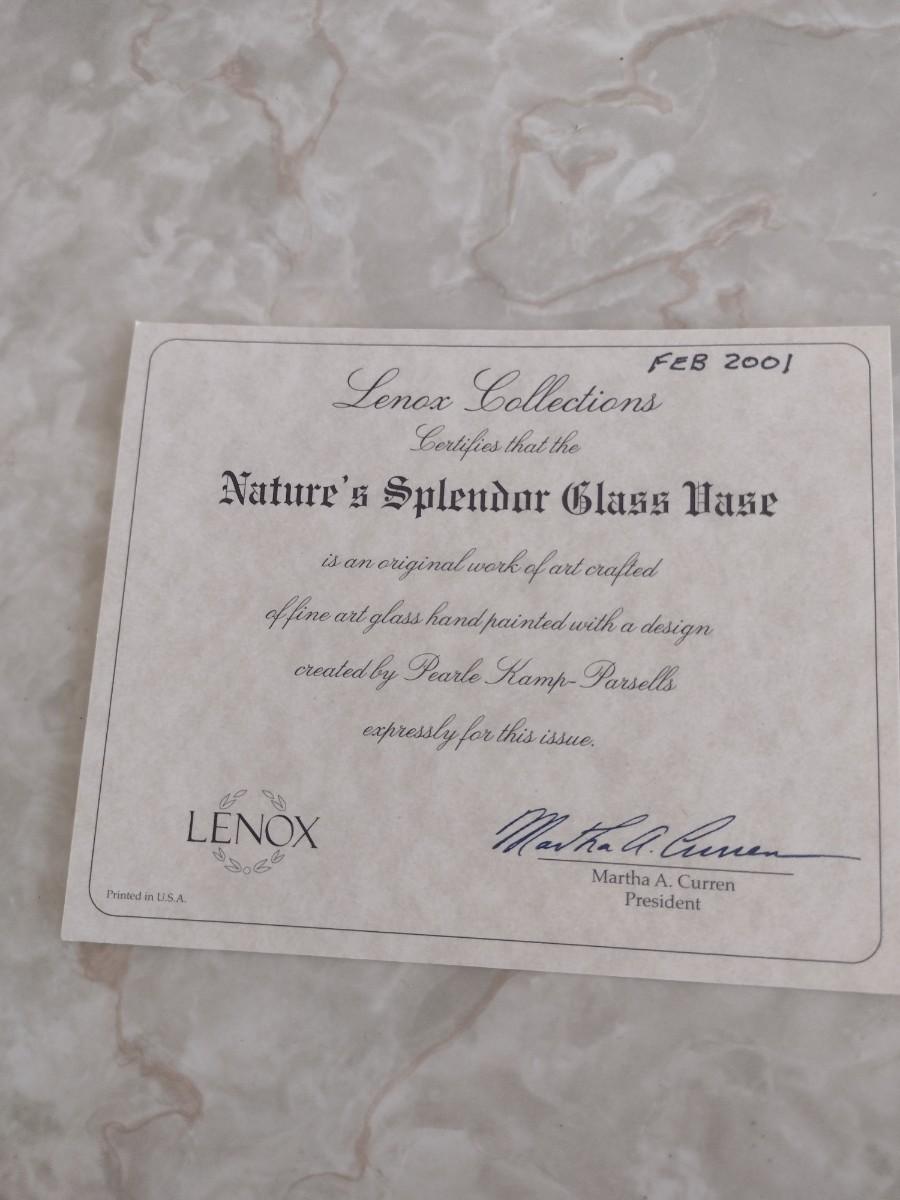 FEB 2001
Lenox Collections
Certifies that the
Nature's Splendor Glass Vase
is an original work of art crafted
of fine art glass hand painted with a design
created by Pearle Kamp-Parsells
expressly for this issue.
LENOX
Martha A. Curren
Martha A. Curren
President
Printed in U.S.A.